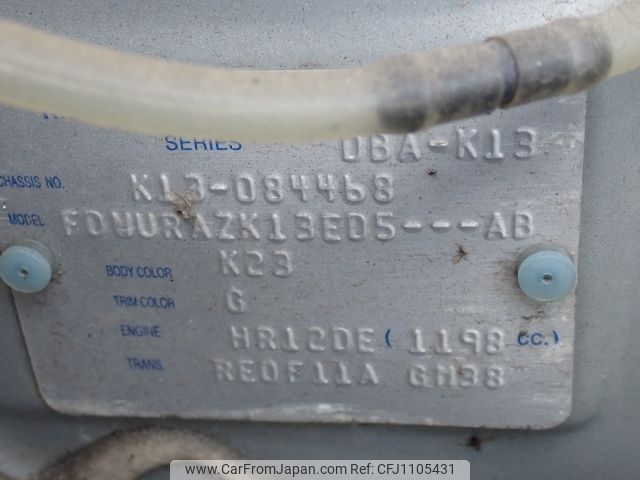 SERIES DBA-K13
CHASSIS NO. K13-084468
MODEL FDWURAZK13ED5---AB
BODY COLOR K23
TRIM COLOR G
ENGINE HR12DE ( 1198 CC.)
TRANS. RE0F11A GM38
www.CarFromJapan.com | Ref No. CFJ1105431